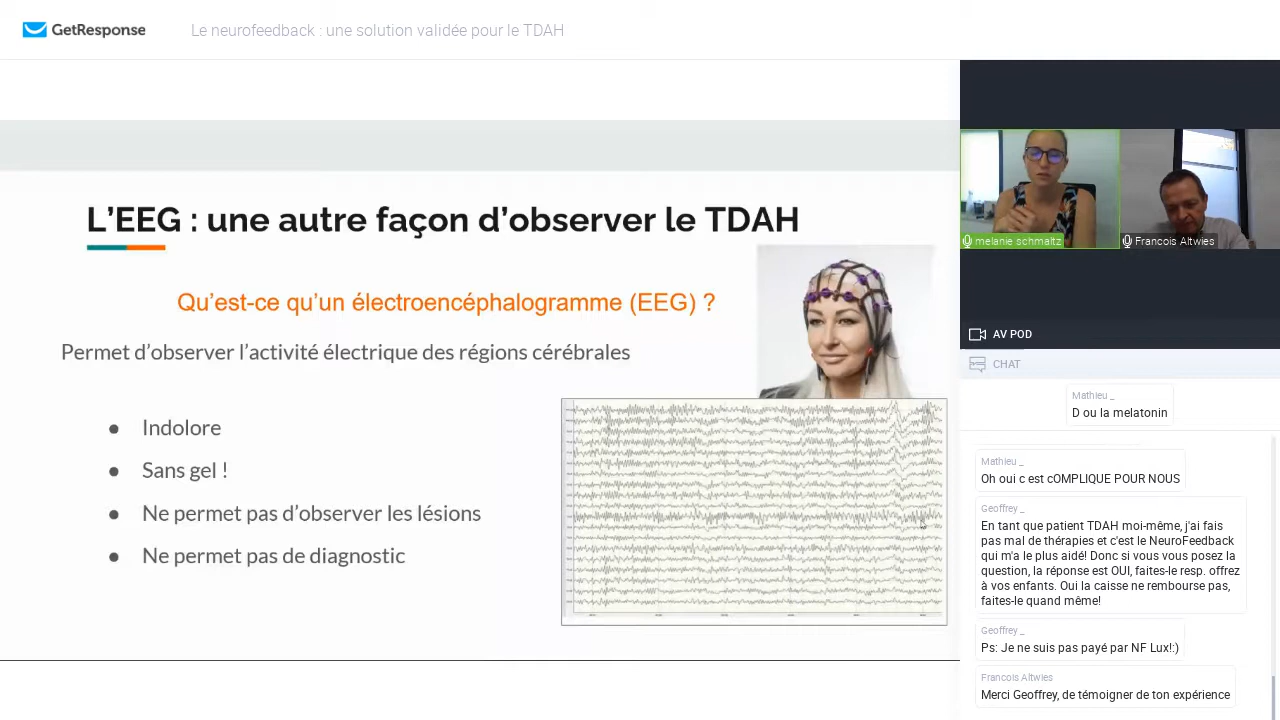 GetResponse
Le neurofeedback : une solution validée pour le TDAH
L'EEG : une autre façon d'observer le TDAH
Qu'est-ce qu'un électroencéphalogramme (EEG) ?
Permet d'observer l'activité électrique des régions cérébrales
● Indolore
● Sans gel !
● Ne permet pas d'observer les lésions
● Ne permet pas de diagnostic
melanie schmaltz
Francois Altwies
AV POD
CHAT
Mathieu _
D ou la melatonin
Mathieu _
Oh oui c est cOMPLIQUE POUR NOUS
Geoffrey _
En tant que patient TDAH moi-même, j'ai fais
pas mal de thérapies et c'est le NeuroFeedback
qui m'a le plus aidé! Donc si vous vous posez la
question, la réponse est OUI, faites-le resp. offrez
à vos enfants. Oui la caisse ne rembourse pas,
faites-le quand même!
Geoffrey _
Ps: Je ne suis pas payé par NF Lux!:)
Francois Altwies
Merci Geoffrey, de témoigner de ton expérience